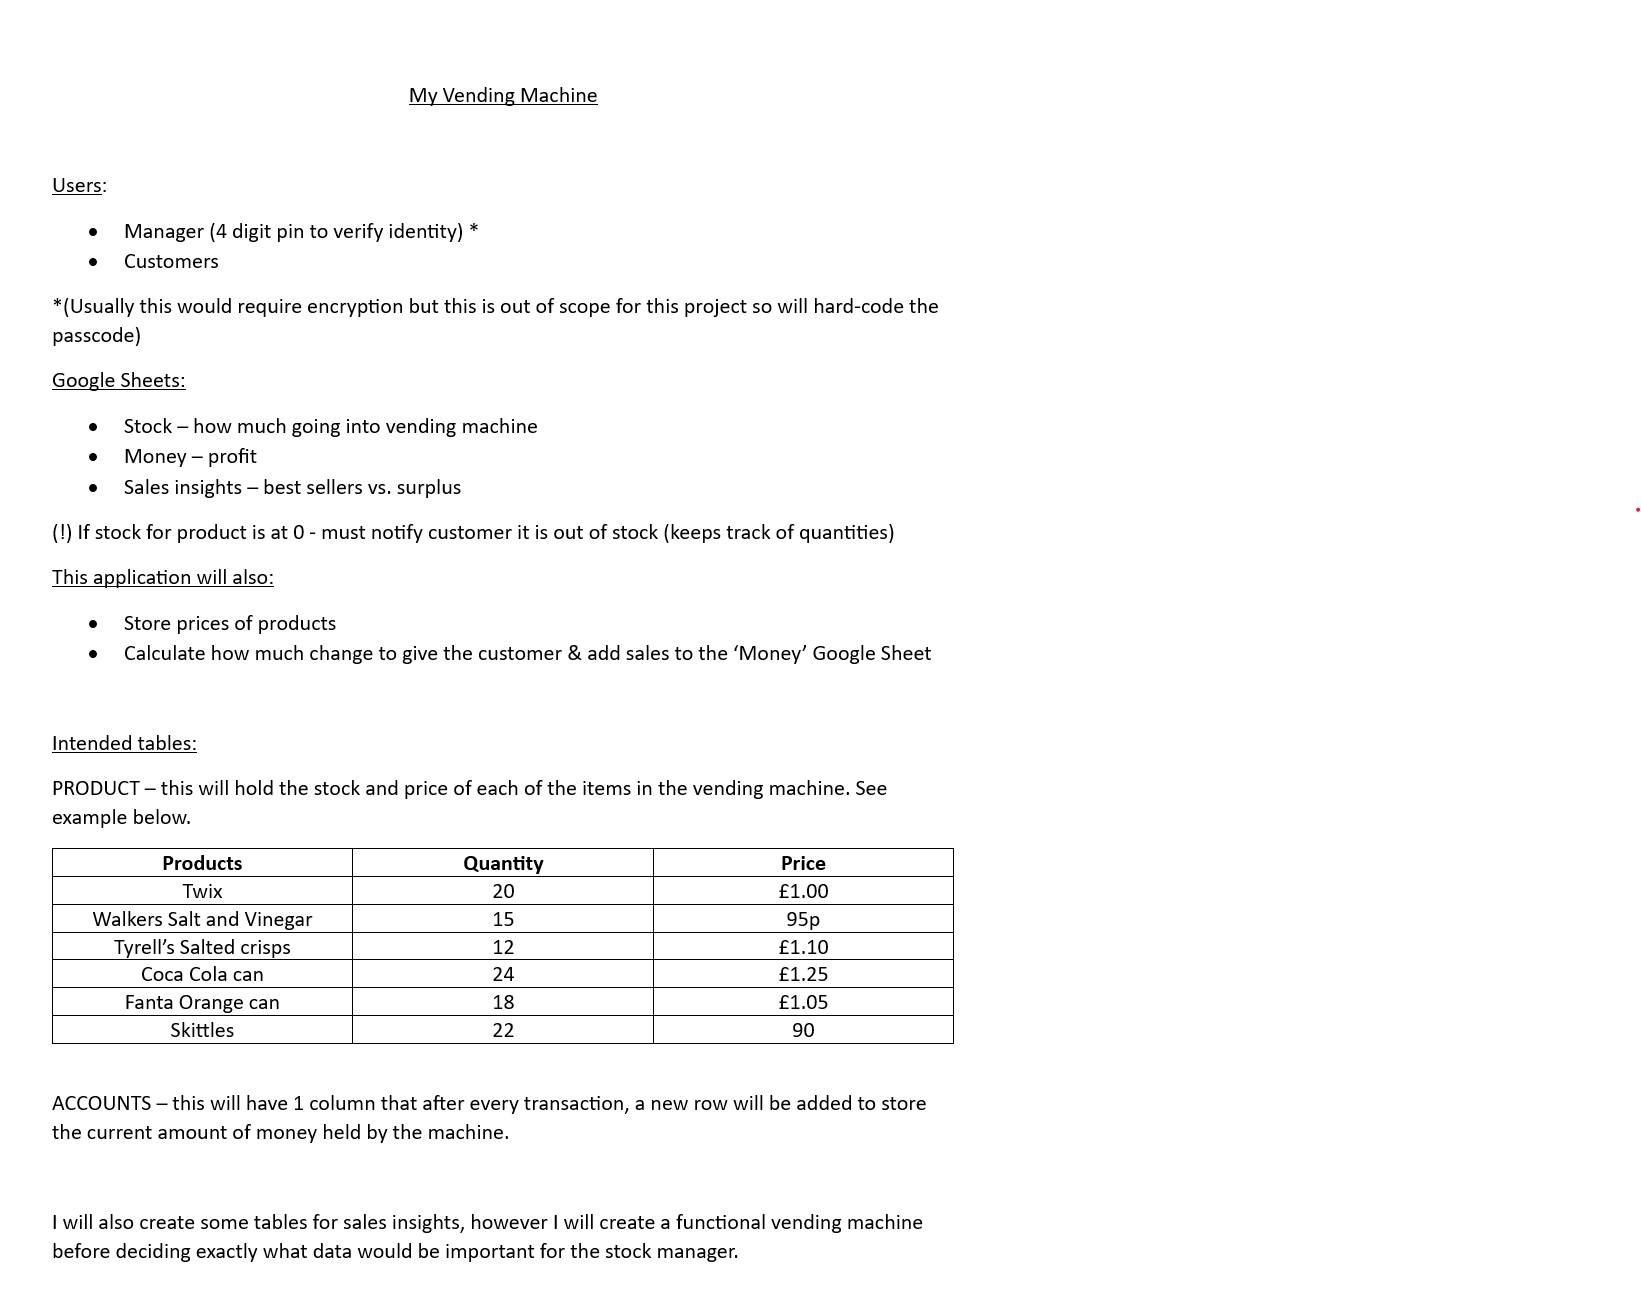 My Vending Machine
Users:
• Manager (4 digit pin to verify identity) *
• Customers
*(Usually this would require encryption but this is out of scope for this project so will hard-code the
passcode)
Google Sheets:
• Stock – how much going into vending machine
• Money – profit
• Sales insights – best sellers vs. surplus
(!) If stock for product is at 0 - must notify customer it is out of stock (keeps track of quantities)
This application will also:
• Store prices of products
• Calculate how much change to give the customer & add sales to the ‘Money’ Google Sheet
Intended tables:
PRODUCT – this will hold the stock and price of each of the items in the vending machine. See
example below.
Products Quantity Price
Twix 20 £1.00
Walkers Salt and Vinegar 15 95p
Tyrell’s Salted crisps 12 £1.10
Coca Cola can 24 £1.25
Fanta Orange can 18 £1.05
Skittles 22 90
ACCOUNTS – this will have 1 column that after every transaction, a new row will be added to store
the current amount of money held by the machine.
I will also create some tables for sales insights, however I will create a functional vending machine
before deciding exactly what data would be important for the stock manager.